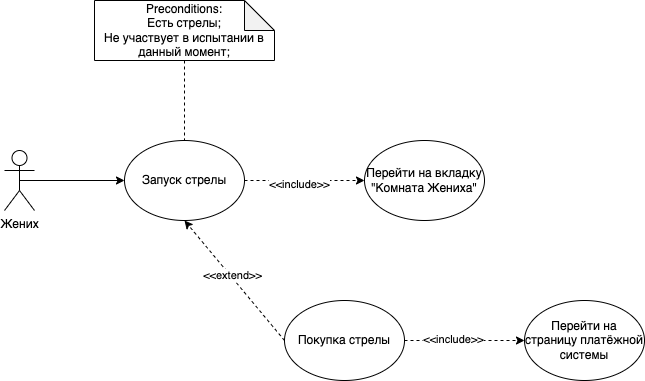 Preconditions:
Есть стрелы;
Не участвует в испытании в
данный момент;
Запуск стрелы
<<include>>
Перейти на вкладку
"Комната Жениха"
Жених
<<extend>>
Покупка стрелы
<<include>>
Перейти на
страницу платёжной
системы